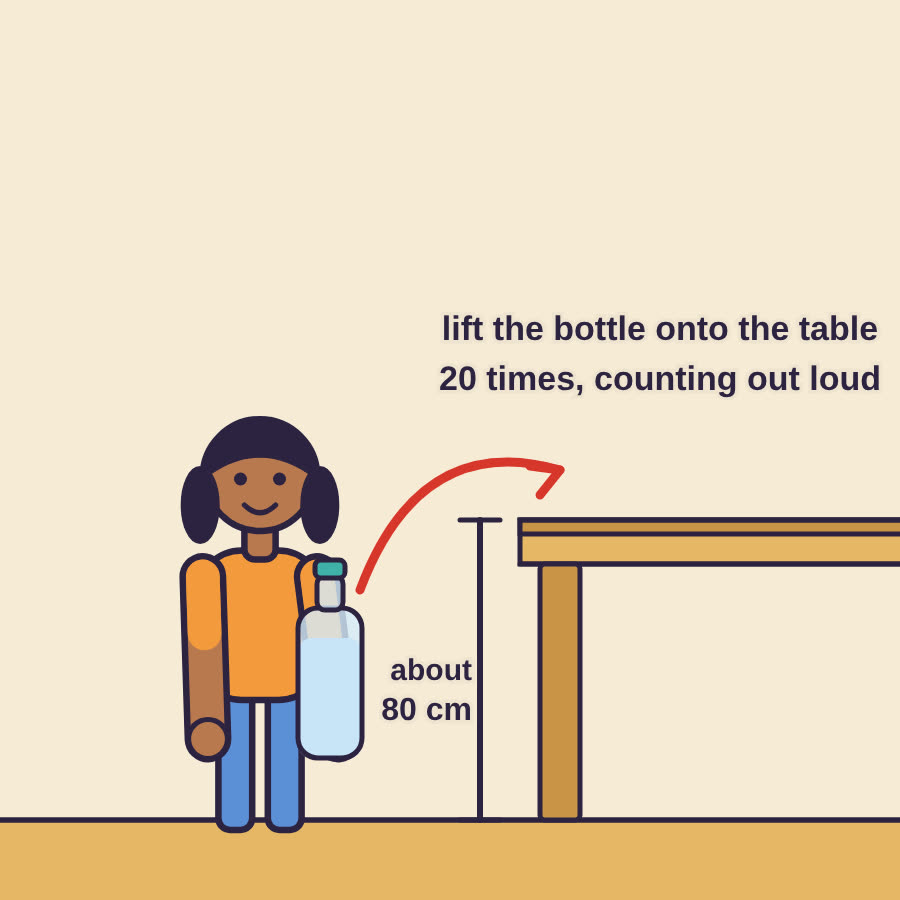 lift the bottle onto the table
20 times, counting out loud
about
80 cm